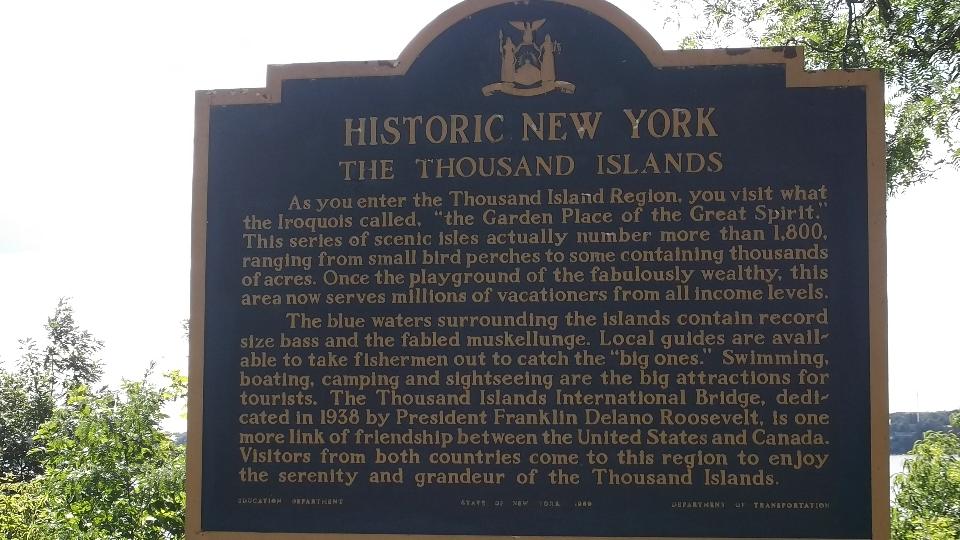 HISTORIC NEW YORK
THE THOUSAND ISLANDS
As you enter the Thousand Island Region, you visit what
the Iroquois called, "the Garden Place of the Great Spirit."
This series of scenic isles actually number more than 1,800,
ranging from small bird perches to some containing thousands
of acres. Once the playground of the fabulously wealthy, this
area now serves millions of vacationers from all income levels.
The blue waters surrounding the islands contain record
size bass and the fabled muskellunge. Local guides are avail-
able to take fishermen out to catch the "big ones." Swimming,
boating, camping and sightseeing are the big attractions for
tourists. The Thousand Islands International Bridge, dedi-
cated in 1938 by President Franklin Delano Roosevelt, is one
more link of friendship between the United States and Canada.
Visitors from both countries come to this region to enjoy
the serenity and grandeur of the Thousand Islands.
EDUCATION DEPARTMENT STATE OF NEW YORK DEPARTMENT OF TRANSPORTATION